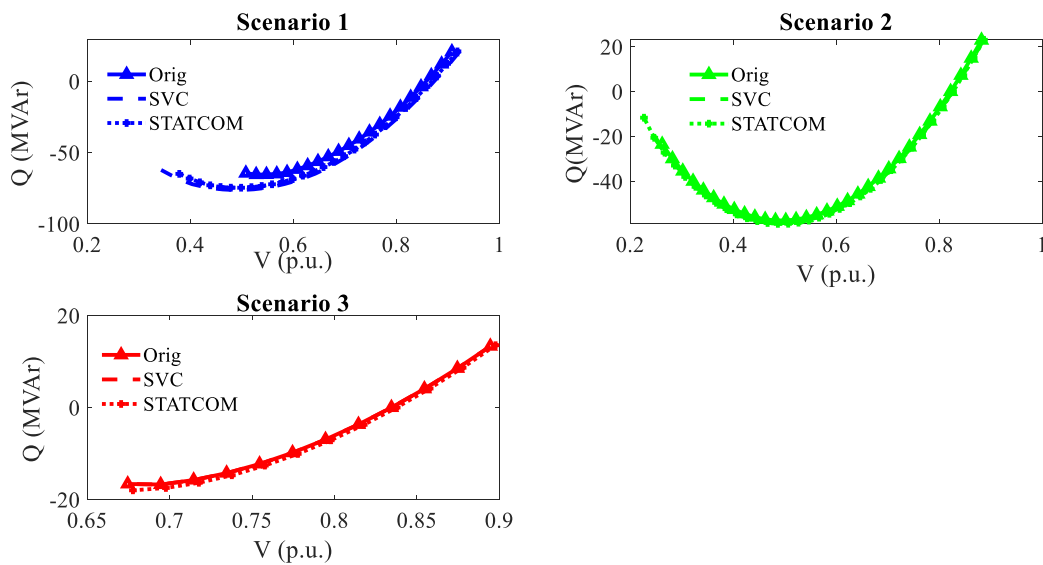 Scenario 1
Q (MVAr)
0
-50
-100
Orig
SVC
STATCOM
0.2 0.4 0.6 0.8 1
V (p.u.)
Scenario 2
Q(MVAr)
20
0
-20
-40
Orig
SVC
STATCOM
0.2 0.4 0.6 0.8 1
V (p.u.)
Scenario 3
Q (MVAr)
20
0
-20
Orig
SVC
STATCOM
0.65 0.7 0.75 0.8 0.85 0.9
V (p.u.)